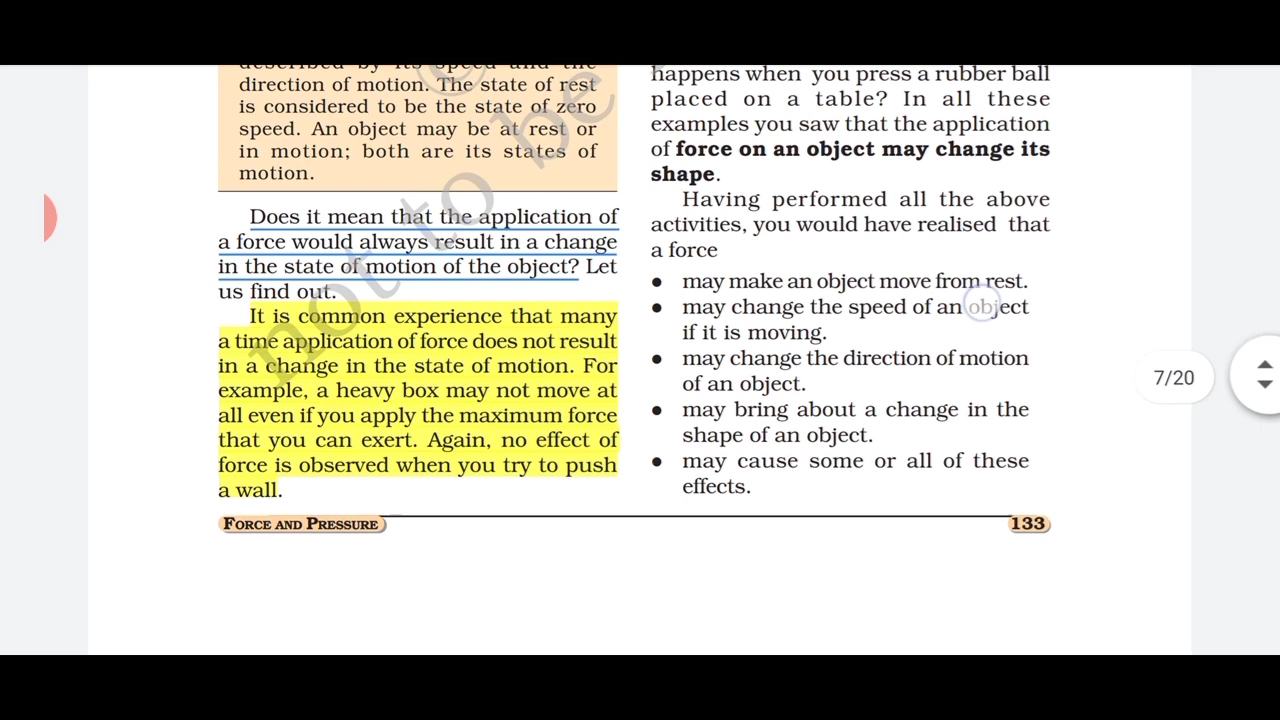 described by its speed and the
direction of motion. The state of rest
is considered to be the state of zero
speed. An object may be at rest or
in motion; both are its states of
motion.
Does it mean that the application of
a force would always result in a change
in the state of motion of the object? Let
us find out.
It is common experience that many
a time application of force does not result
in a change in the state of motion. For
example, a heavy box may not move at
all even if you apply the maximum force
that you can exert. Again, no effect of
force is observed when you try to push
a wall.
happens when you press a rubber ball
placed on a table? In all these
examples you saw that the application
of force on an object may change its
shape.
Having performed all the above
activities, you would have realised that
a force
• may make an object move from rest.
• may change the speed of an object
if it is moving.
• may change the direction of motion
of an object.
• may bring about a change in the
shape of an object.
• may cause some or all of these
effects.
FORCE AND PRESSURE
133
7/20
© not to be